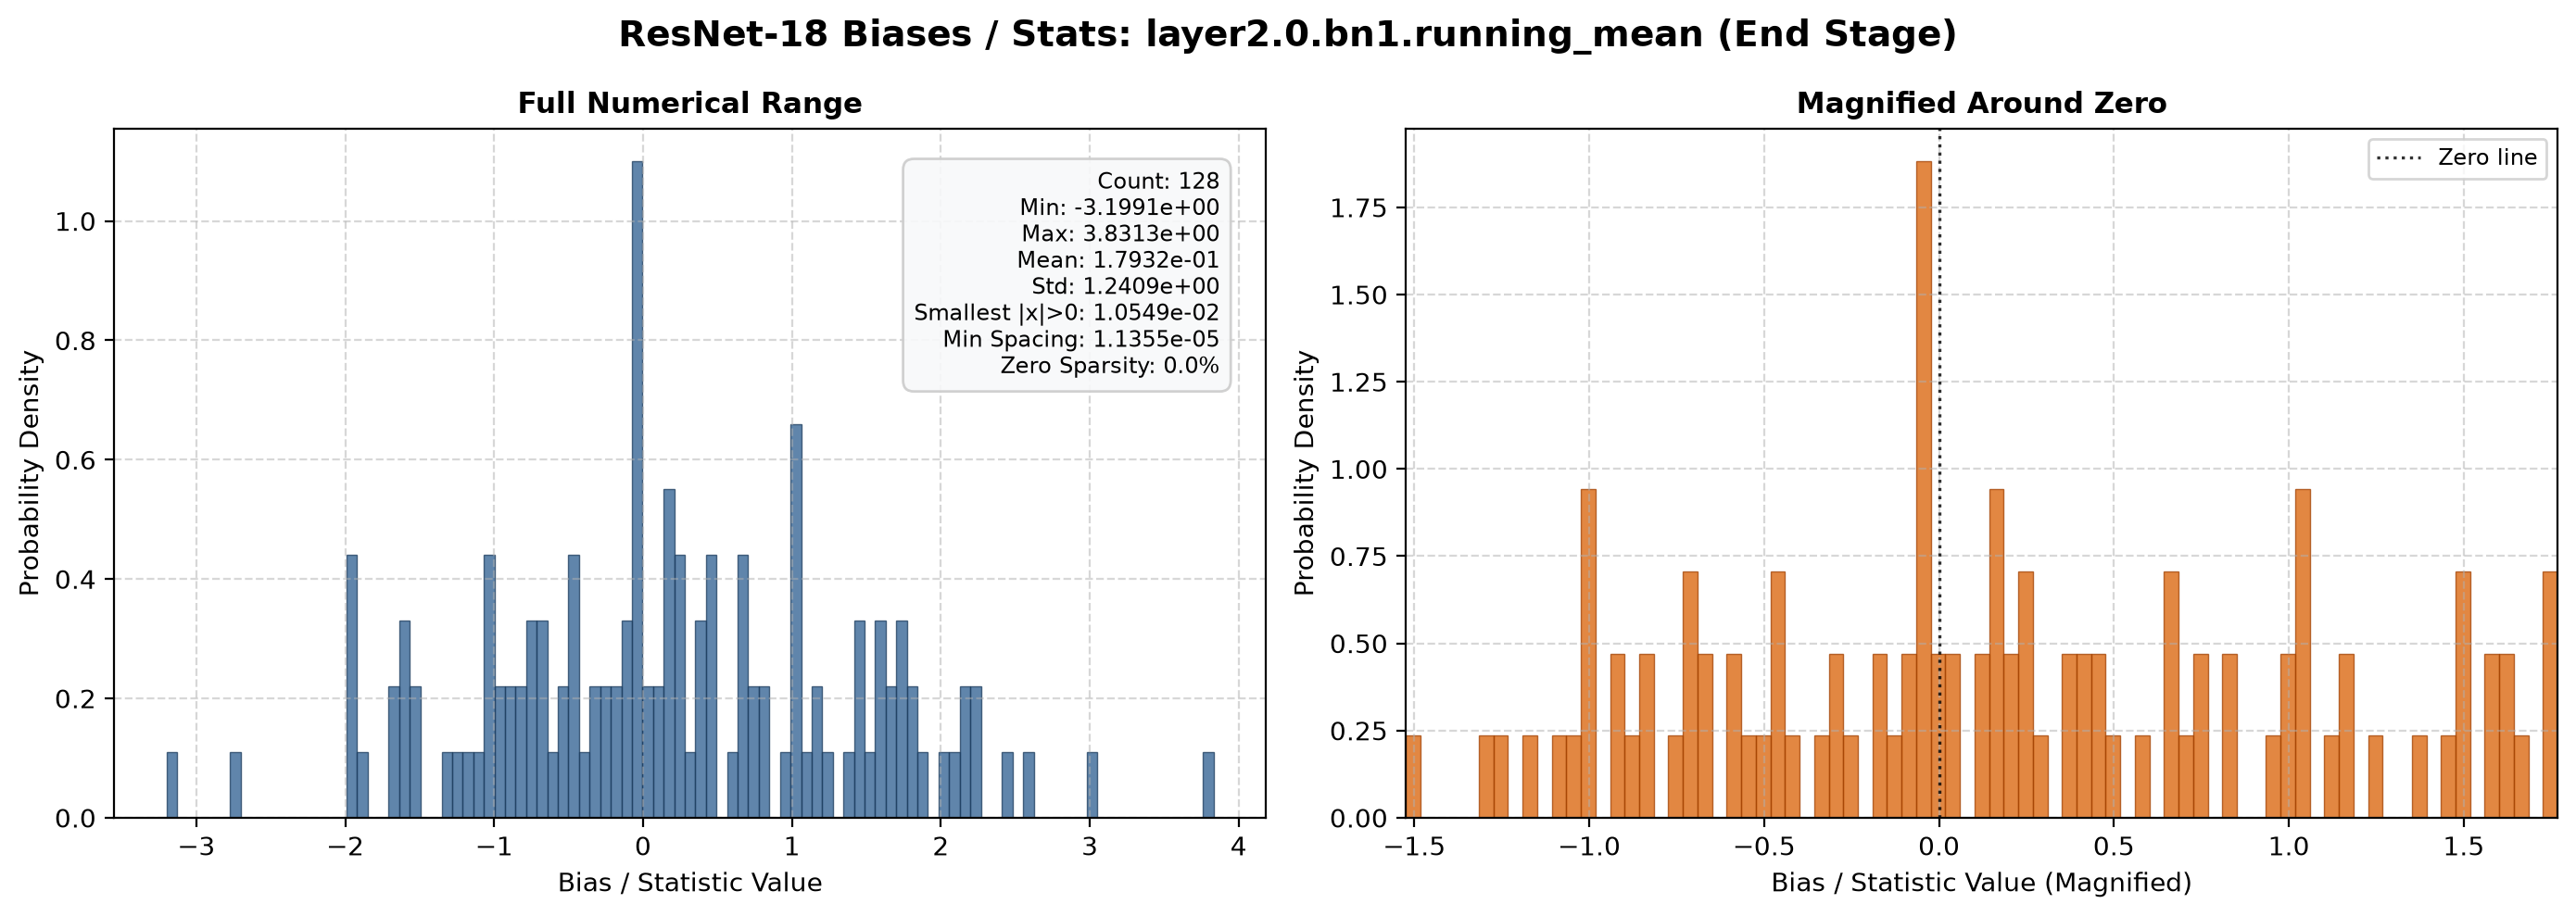 ResNet-18 Biases / Stats: layer2.0.bn1.running_mean (End Stage)
Full Numerical Range
Probability Density
1.0
0.8
0.6
0.4
0.2
0.0
Count: 128
Min: -3.1991e+00
Max: 3.8313e+00
Mean: 1.7932e-01
Std: 1.2409e+00
Smallest |x|>0: 1.0549e-02
Min Spacing: 1.1355e-05
Zero Sparsity: 0.0%
−3 −2 −1 0 1 2 3 4
Bias / Statistic Value
Magnified Around Zero
Probability Density
1.75
1.50
1.25
1.00
0.75
0.50
0.25
0.00
Zero line
−1.5 −1.0 −0.5 0.0 0.5 1.0 1.5
Bias / Statistic Value (Magnified)